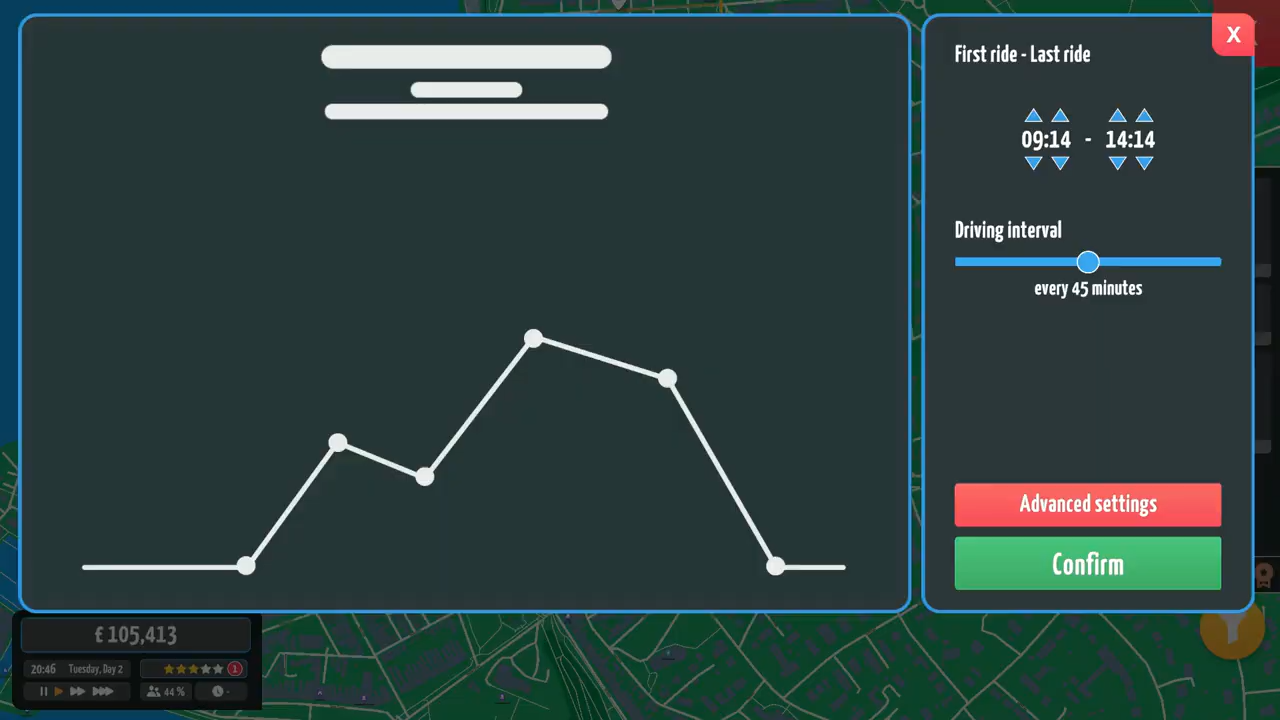 X
First ride - Last ride
09:14 - 14:14
Driving interval
every 45 minutes
Advanced settings
Confirm
£ 105,413
20:46 Tuesday, Day 2 1
44 % -